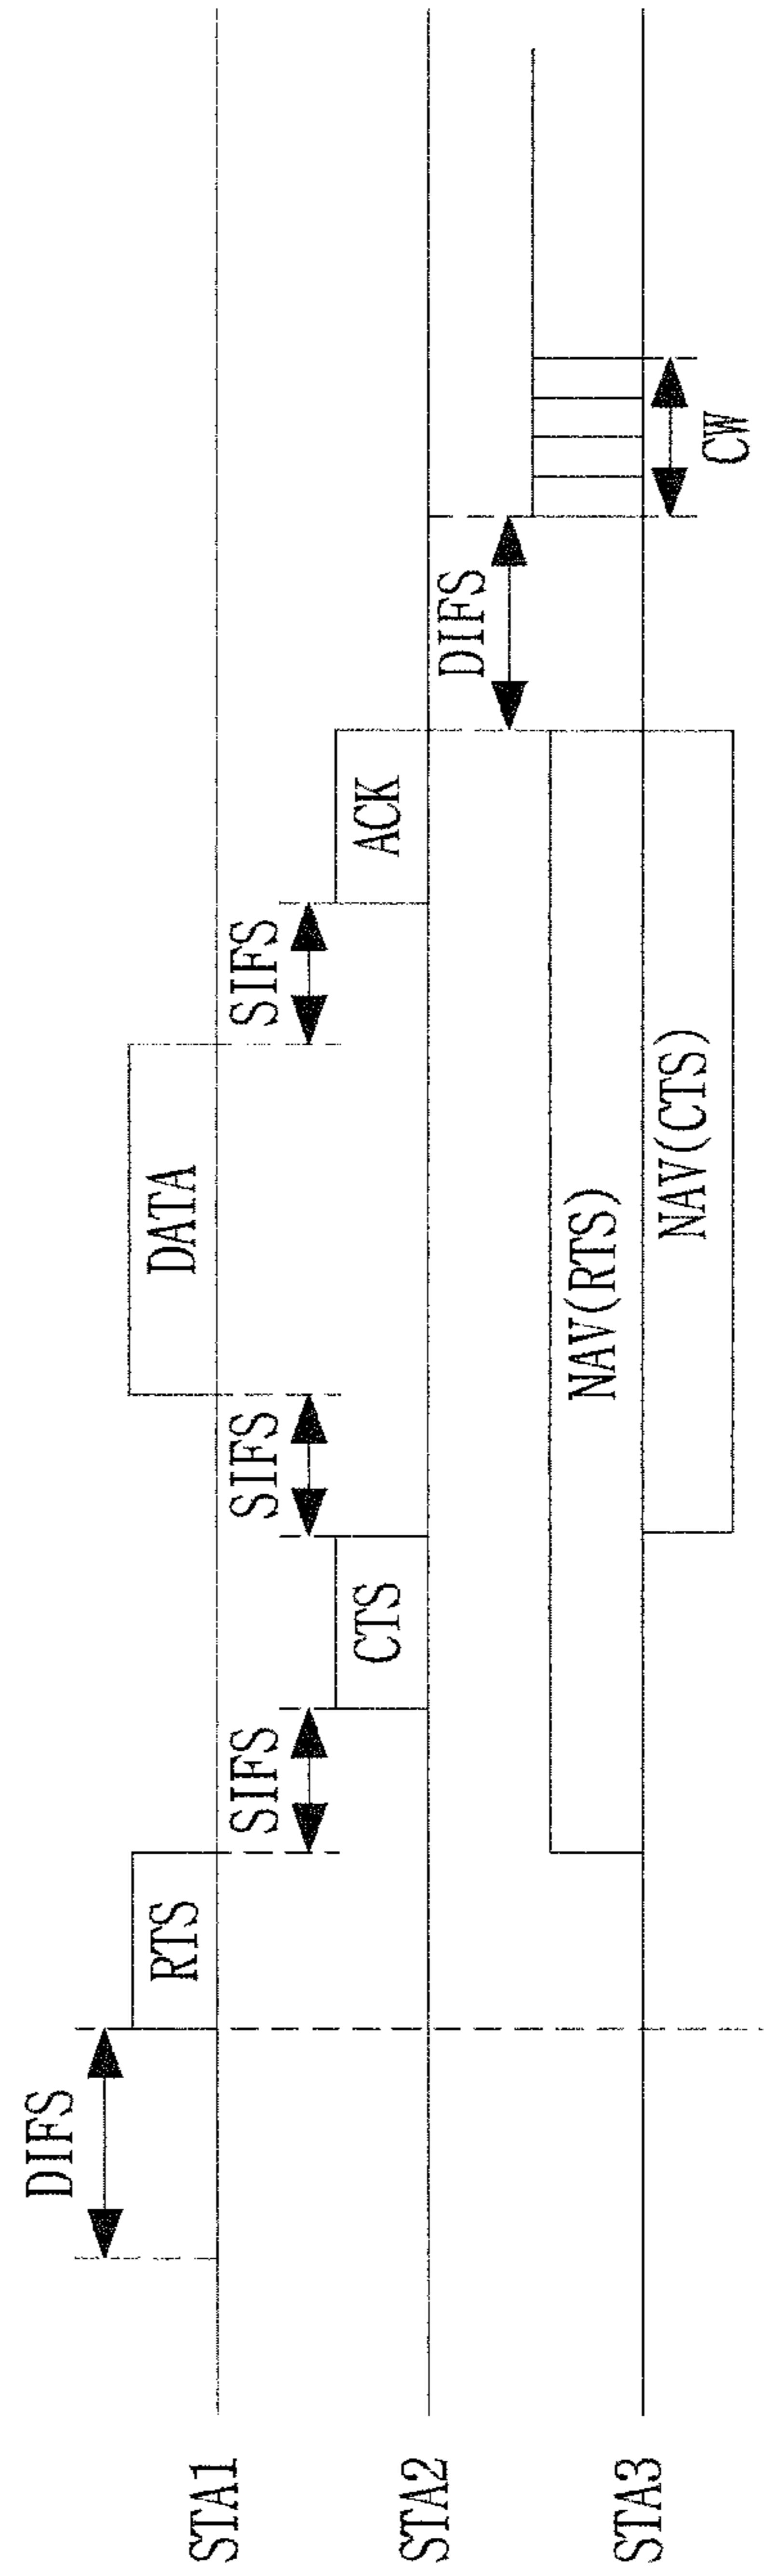 DIFS
RTS
SIFS
CTS
SIFS
DATA
SIFS
ACK
DIFS
CW
NAV(RTS)
NAV(CTS)
STA1
STA2
STA3